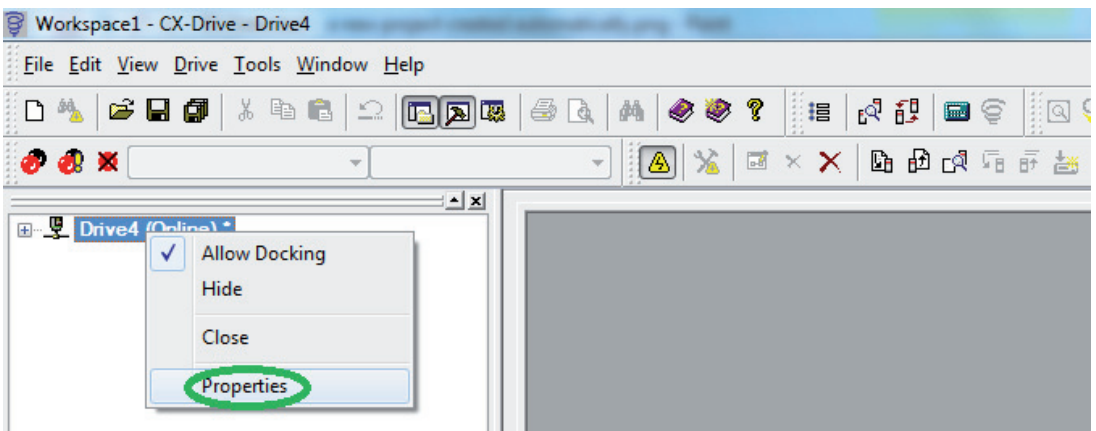 Workspace1 - CX-Drive - Drive4
File Edit View Drive Tools Window Help
Drive4 (Online) *
Allow Docking
Hide
Close
Properties